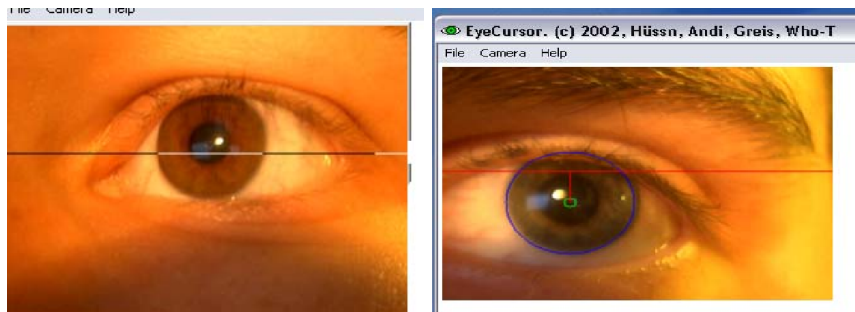 File Camera Help
EyeCursor. (c) 2002, Hüssn, Andi, Greis, Who-T
File Camera Help